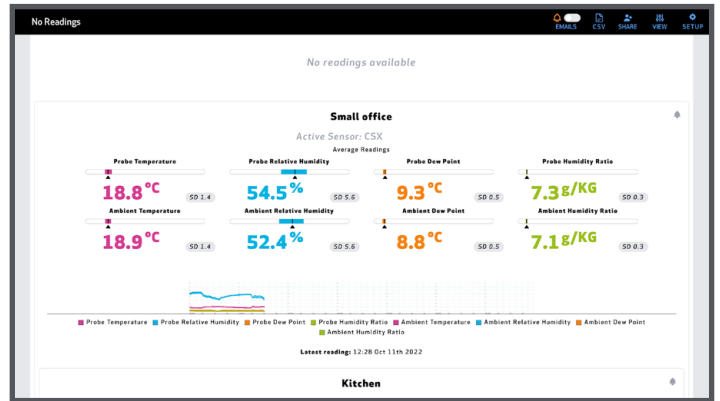 No Readings
EMAILS CSV SHARE VIEW SETUP
No readings available
Small office
Active Sensor: CSX
Average Readings
Probe Temperature Probe Relative Humidity Probe Dew Point Probe Humidity Ratio
18.8°C SD 1.4 54.5% SD 5.6 9.3°C SD 0.5 7.3g/KG SD 0.3
Ambient Temperature Ambient Relative Humidity Ambient Dew Point Ambient Humidity Ratio
18.9°C SD 1.4 52.4% SD 5.6 8.8°C SD 0.5 7.1g/KG SD 0.3
Probe Temperature Probe Relative Humidity Probe Dew Point Probe Humidity Ratio Ambient Temperature Ambient Relative Humidity Ambient Dew Point
Ambient Humidity Ratio
Latest reading: 12:28 Oct 11th 2022
Kitchen